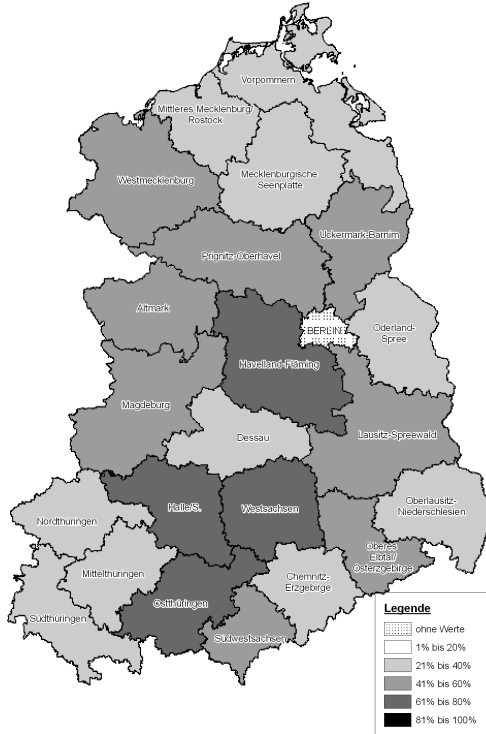 Vorpommern
Mittleres Mecklenburg/
Rostock
Mecklenburgische
Seenplatte
Westmecklenburg
Uckermark-Barnim
Prignitz-Oberhavel
Altmark
BERLIN
Oderland-
Spree
Havelland-Fläming
Magdeburg
Dessau
Lausitz-Spreewald
Halle/S.
Westsachsen
Oberlausitz-
Niederschlesien
Nordthüringen
Oberes
Elbtal/
Osterzgebirge
Mittelthüringen
Chemnitz-
Erzgebirge
Ostthüringen
Südthüringen
Südwestsachsen
Legende
ohne Werte
1% bis 20%
21% bis 40%
41% bis 60%
61% bis 80%
81% bis 100%